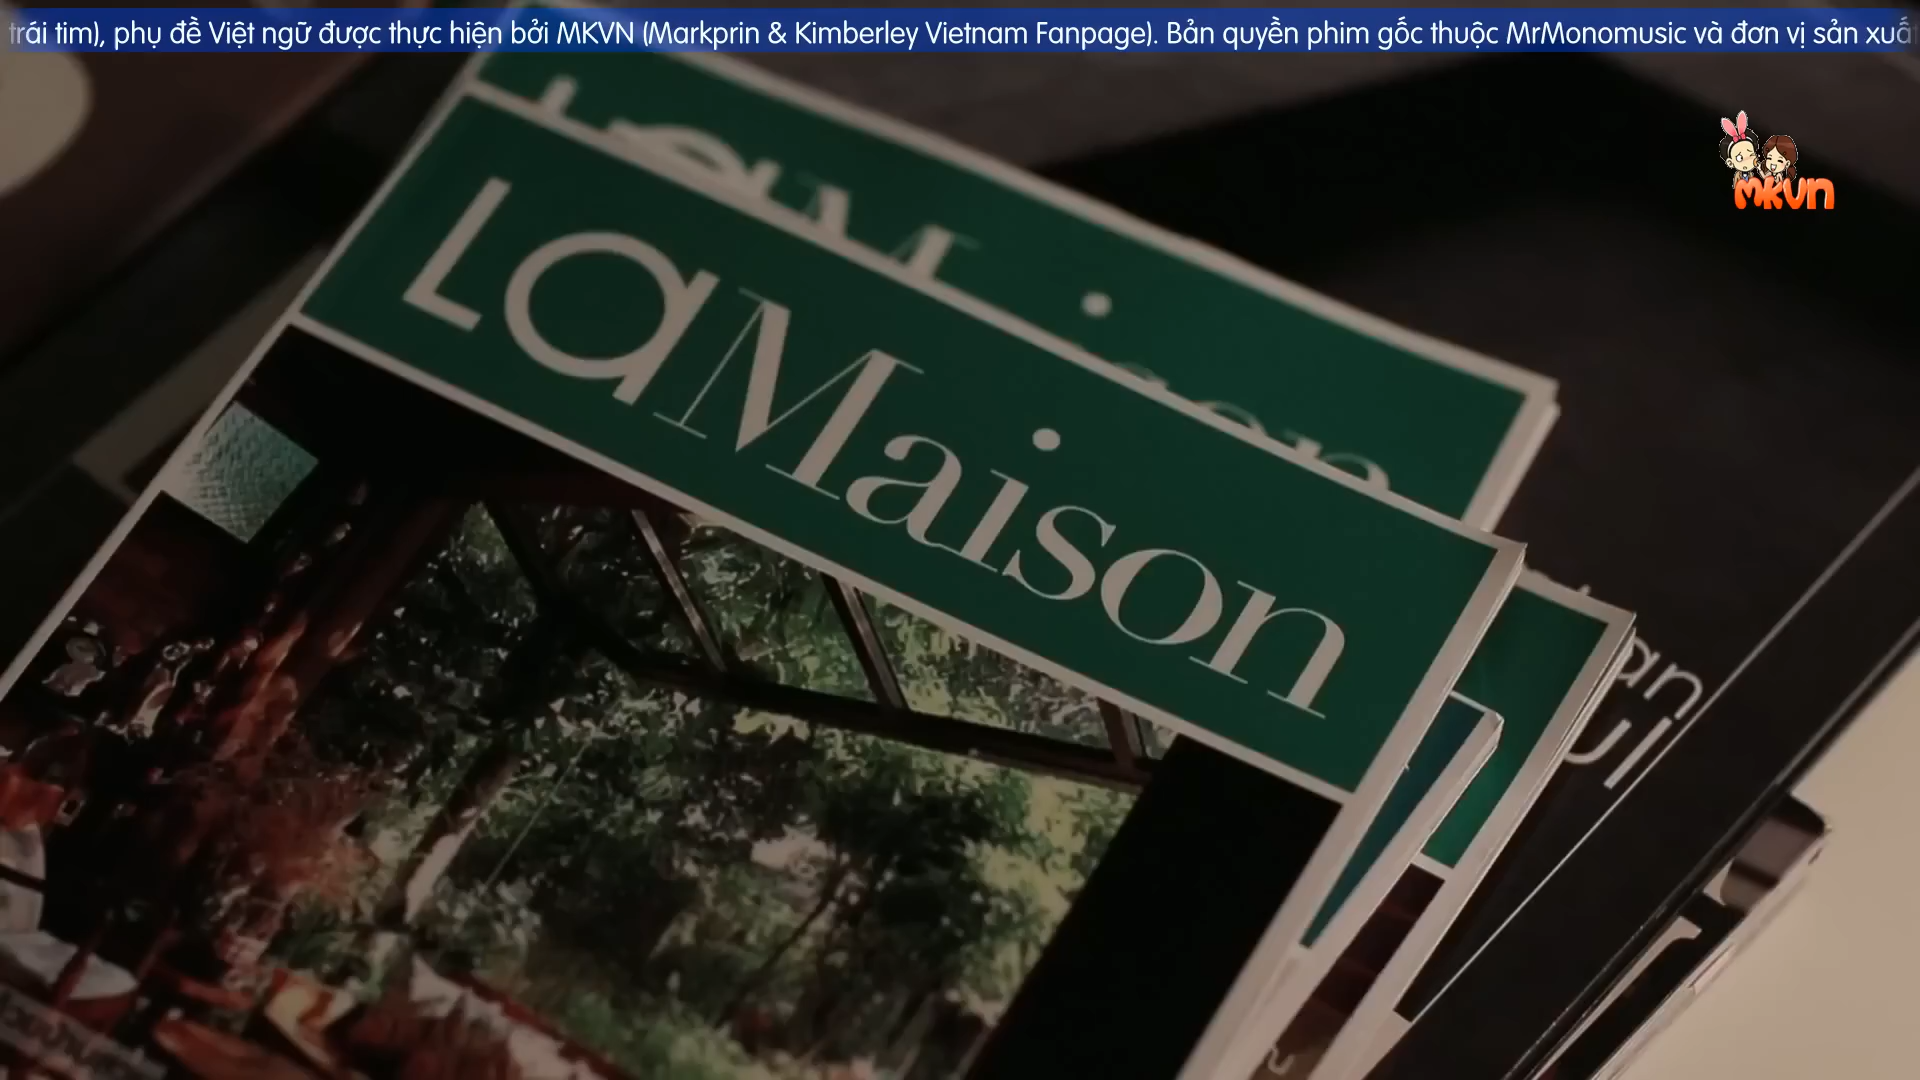 trái tim), phụ đề Việt ngữ được thực hiện bởi MKVN (Markprin & Kimberley Vietnam Fanpage). Bản quyền phim gốc thuộc MrMonomusic và đơn vị sản xuất
mkvn
LaMaison